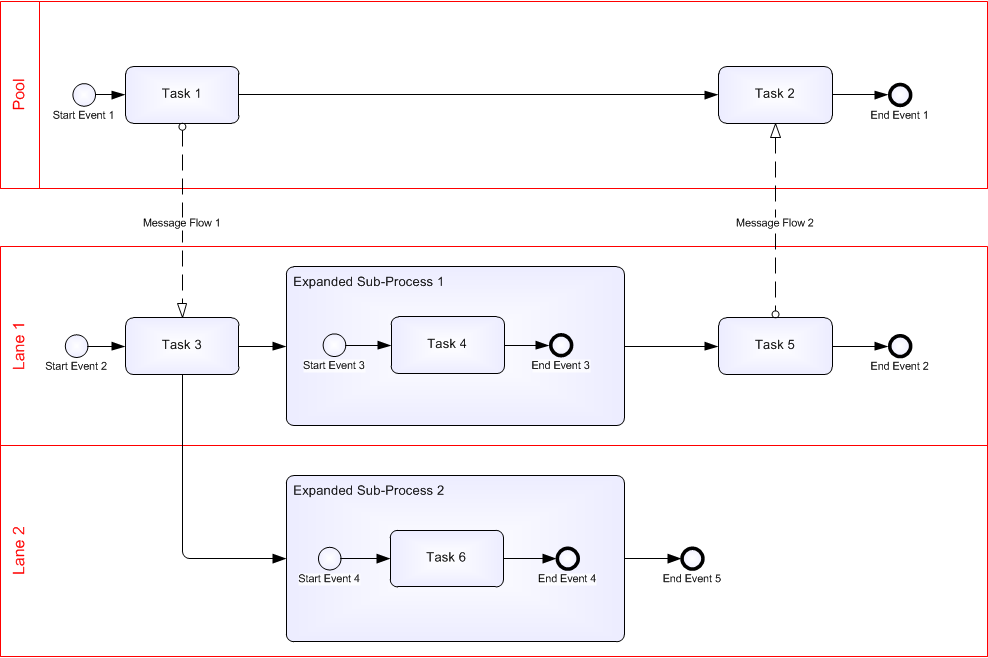 Pool
Task 1
Task 2
Start Event 1
End Event 1
Message Flow 1
Message Flow 2
Lane 1
Expanded Sub-Process 1
Task 3
Task 4
Task 5
Start Event 2
Start Event 3
End Event 3
End Event 2
Lane 2
Expanded Sub-Process 2
Task 6
Start Event 4
End Event 4
End Event 5